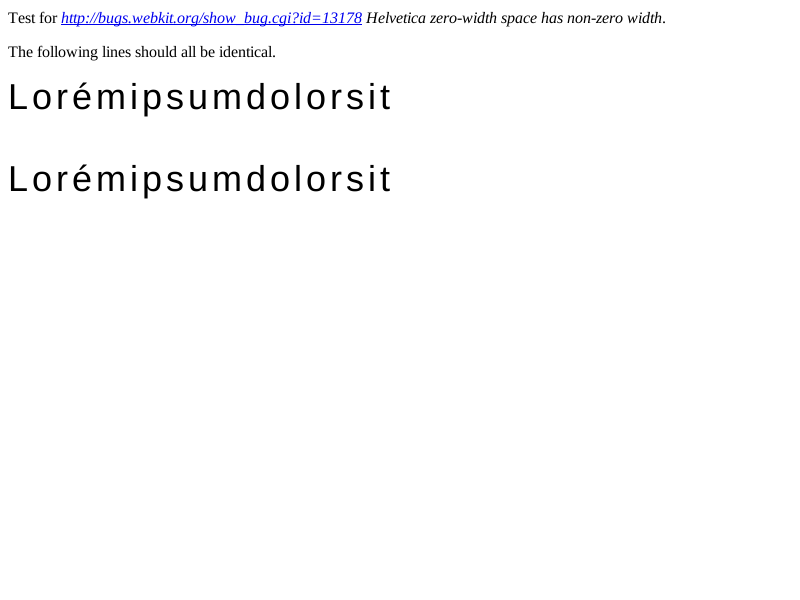 Test for http://bugs.webkit.org/show_bug.cgi?id=13178 Helvetica zero-width space has non-zero width.
The following lines should all be identical.
Lorémipsumdolorsit
Lorémipsumdolorsit